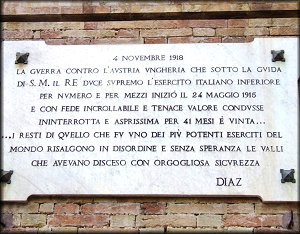 4 NOVEMBRE 1918
LA GVERRA CONTRO L'AVSTRIA VNGHERIA CHE SOTTO LA GVIDA
DI S. M. IL RE DVCE SVPREMO L'ESERCITO ITALIANO INFERIORE
PER NVMERO E PER MEZZI INIZIÒ IL 24 MAGGIO 1915
E CON FEDE INCROLLABILE E TENACE VALORE CONDVSSE
ININTERROTTA E ASPRISSIMA PER 41 MESI É VINTA...
...I RESTI DI QVELLO CHE FV VNO DEI PIÙ POTENTI ESERCITI DEL
MONDO RISALGONO IN DISORDINE E SENZA SPERANZA LE VALLI
CHE AVEVANO DISCESO CON ORGOGLIOSA SICVREZZA
DIAZ